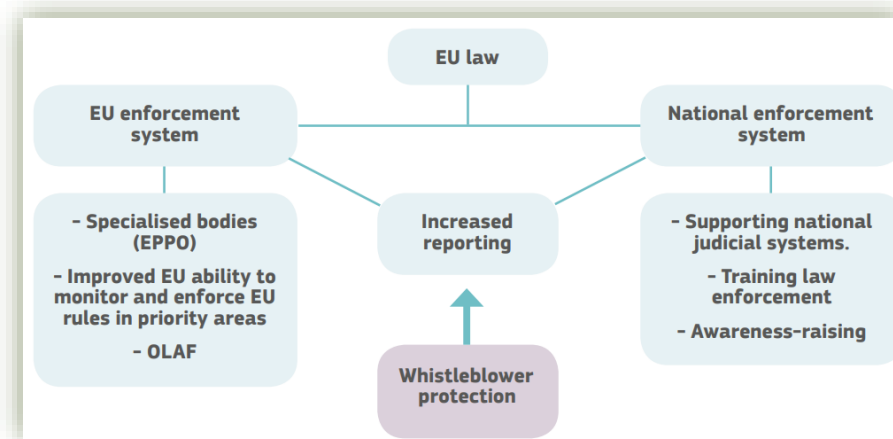 EU law
EU enforcement
system
National enforcement
system
- Specialised bodies
(EPPO)
- Improved EU ability to
monitor and enforce EU
rules in priority areas
- OLAF
Increased
reporting
- Supporting national
judicial systems.
- Training law
enforcement
- Awareness-raising
Whistleblower
protection